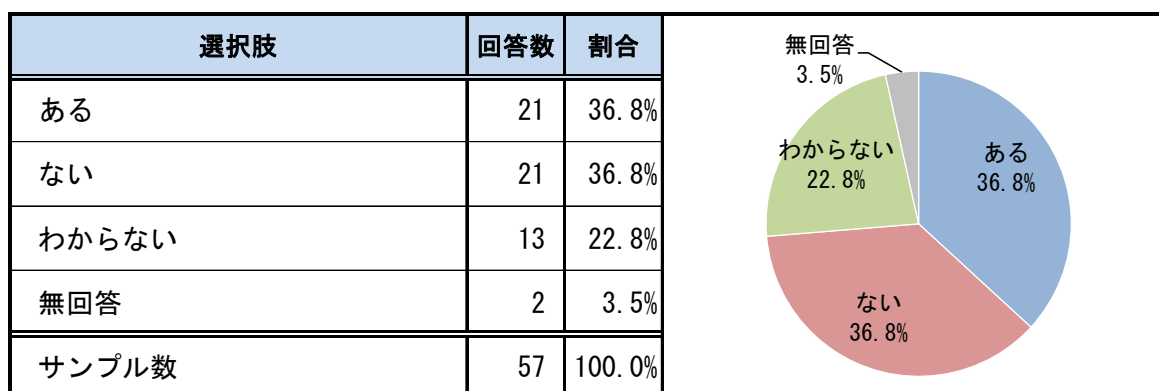 選択肢 回答数 割合
ある 21 36.8%
ない 21 36.8%
わからない 13 22.8%
無回答 2 3.5%
サンプル数 57 100.0%
無回答
3.5%
わからない
22.8%
ある
36.8%
ない
36.8%